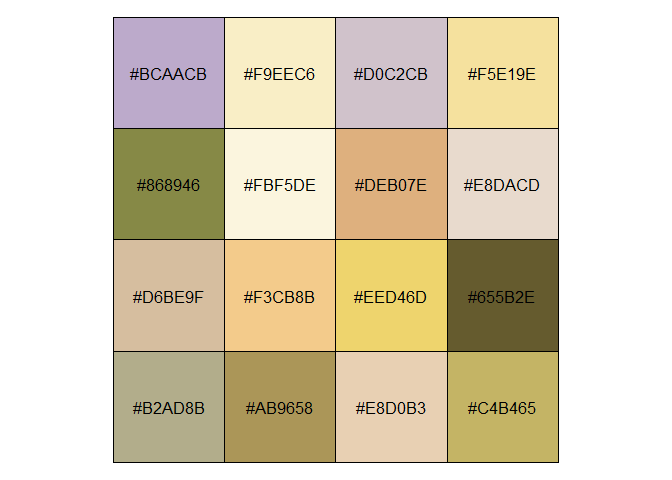 #BCAACB #F9EEC6 #D0C2CB #F5E19E
#868946 #FBF5DE #DEB07E #E8DACD
#D6BE9F #F3CB8B #EED46D #655B2E
#B2AD8B #AB9658 #E8D0B3 #C4B465